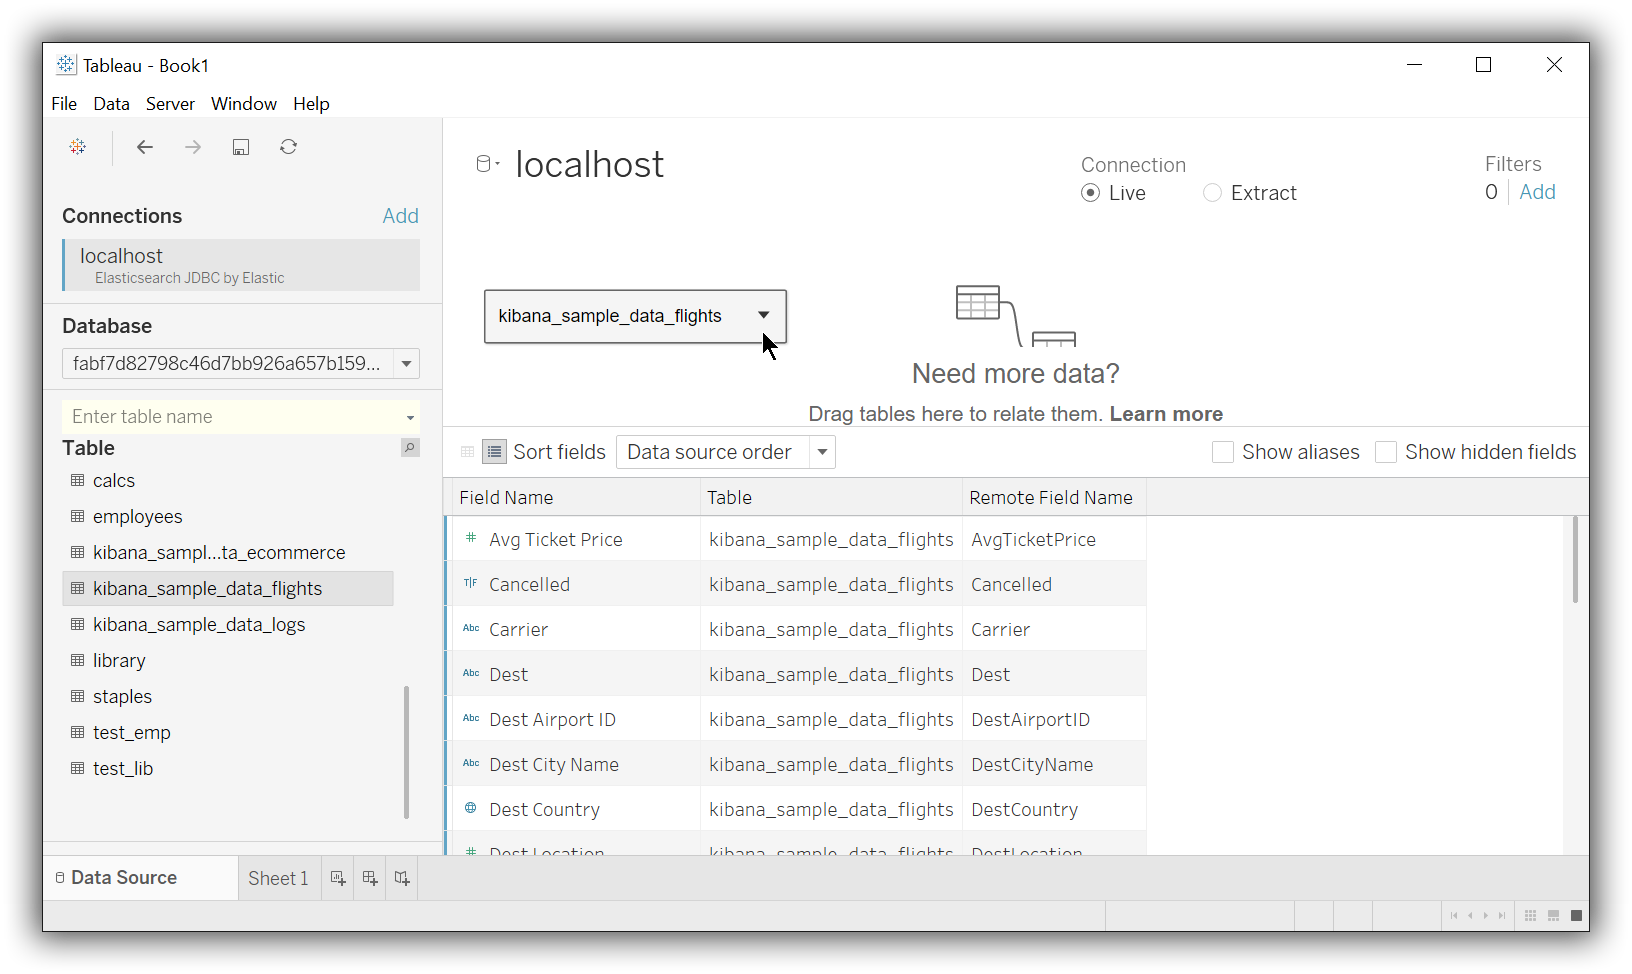 Tableau - Book1
File Data Server Window Help
Connections Add
localhost
Elasticsearch JDBC by Elastic
Database
fabf7d82798c46d7bb926a657b159...
Enter table name
Table
calcs
employees
kibana_sampl...ta_ecommerce
kibana_sample_data_flights
kibana_sample_data_logs
library
staples
test_emp
test_lib
localhost
Connection
Live Extract
Filters
0 Add
kibana_sample_data_flights
Need more data?
Drag tables here to relate them. Learn more
Sort fields Data source order Show aliases Show hidden fields
Field Name Table Remote Field Name
# Avg Ticket Price kibana_sample_data_flights AvgTicketPrice
T|F Cancelled kibana_sample_data_flights Cancelled
Abc Carrier kibana_sample_data_flights Carrier
Abc Dest kibana_sample_data_flights Dest
Abc Dest Airport ID kibana_sample_data_flights DestAirportID
Abc Dest City Name kibana_sample_data_flights DestCityName
Dest Country kibana_sample_data_flights DestCountry
# Dest Location kibana_sample_data_flights DestLocation
Data Source Sheet 1